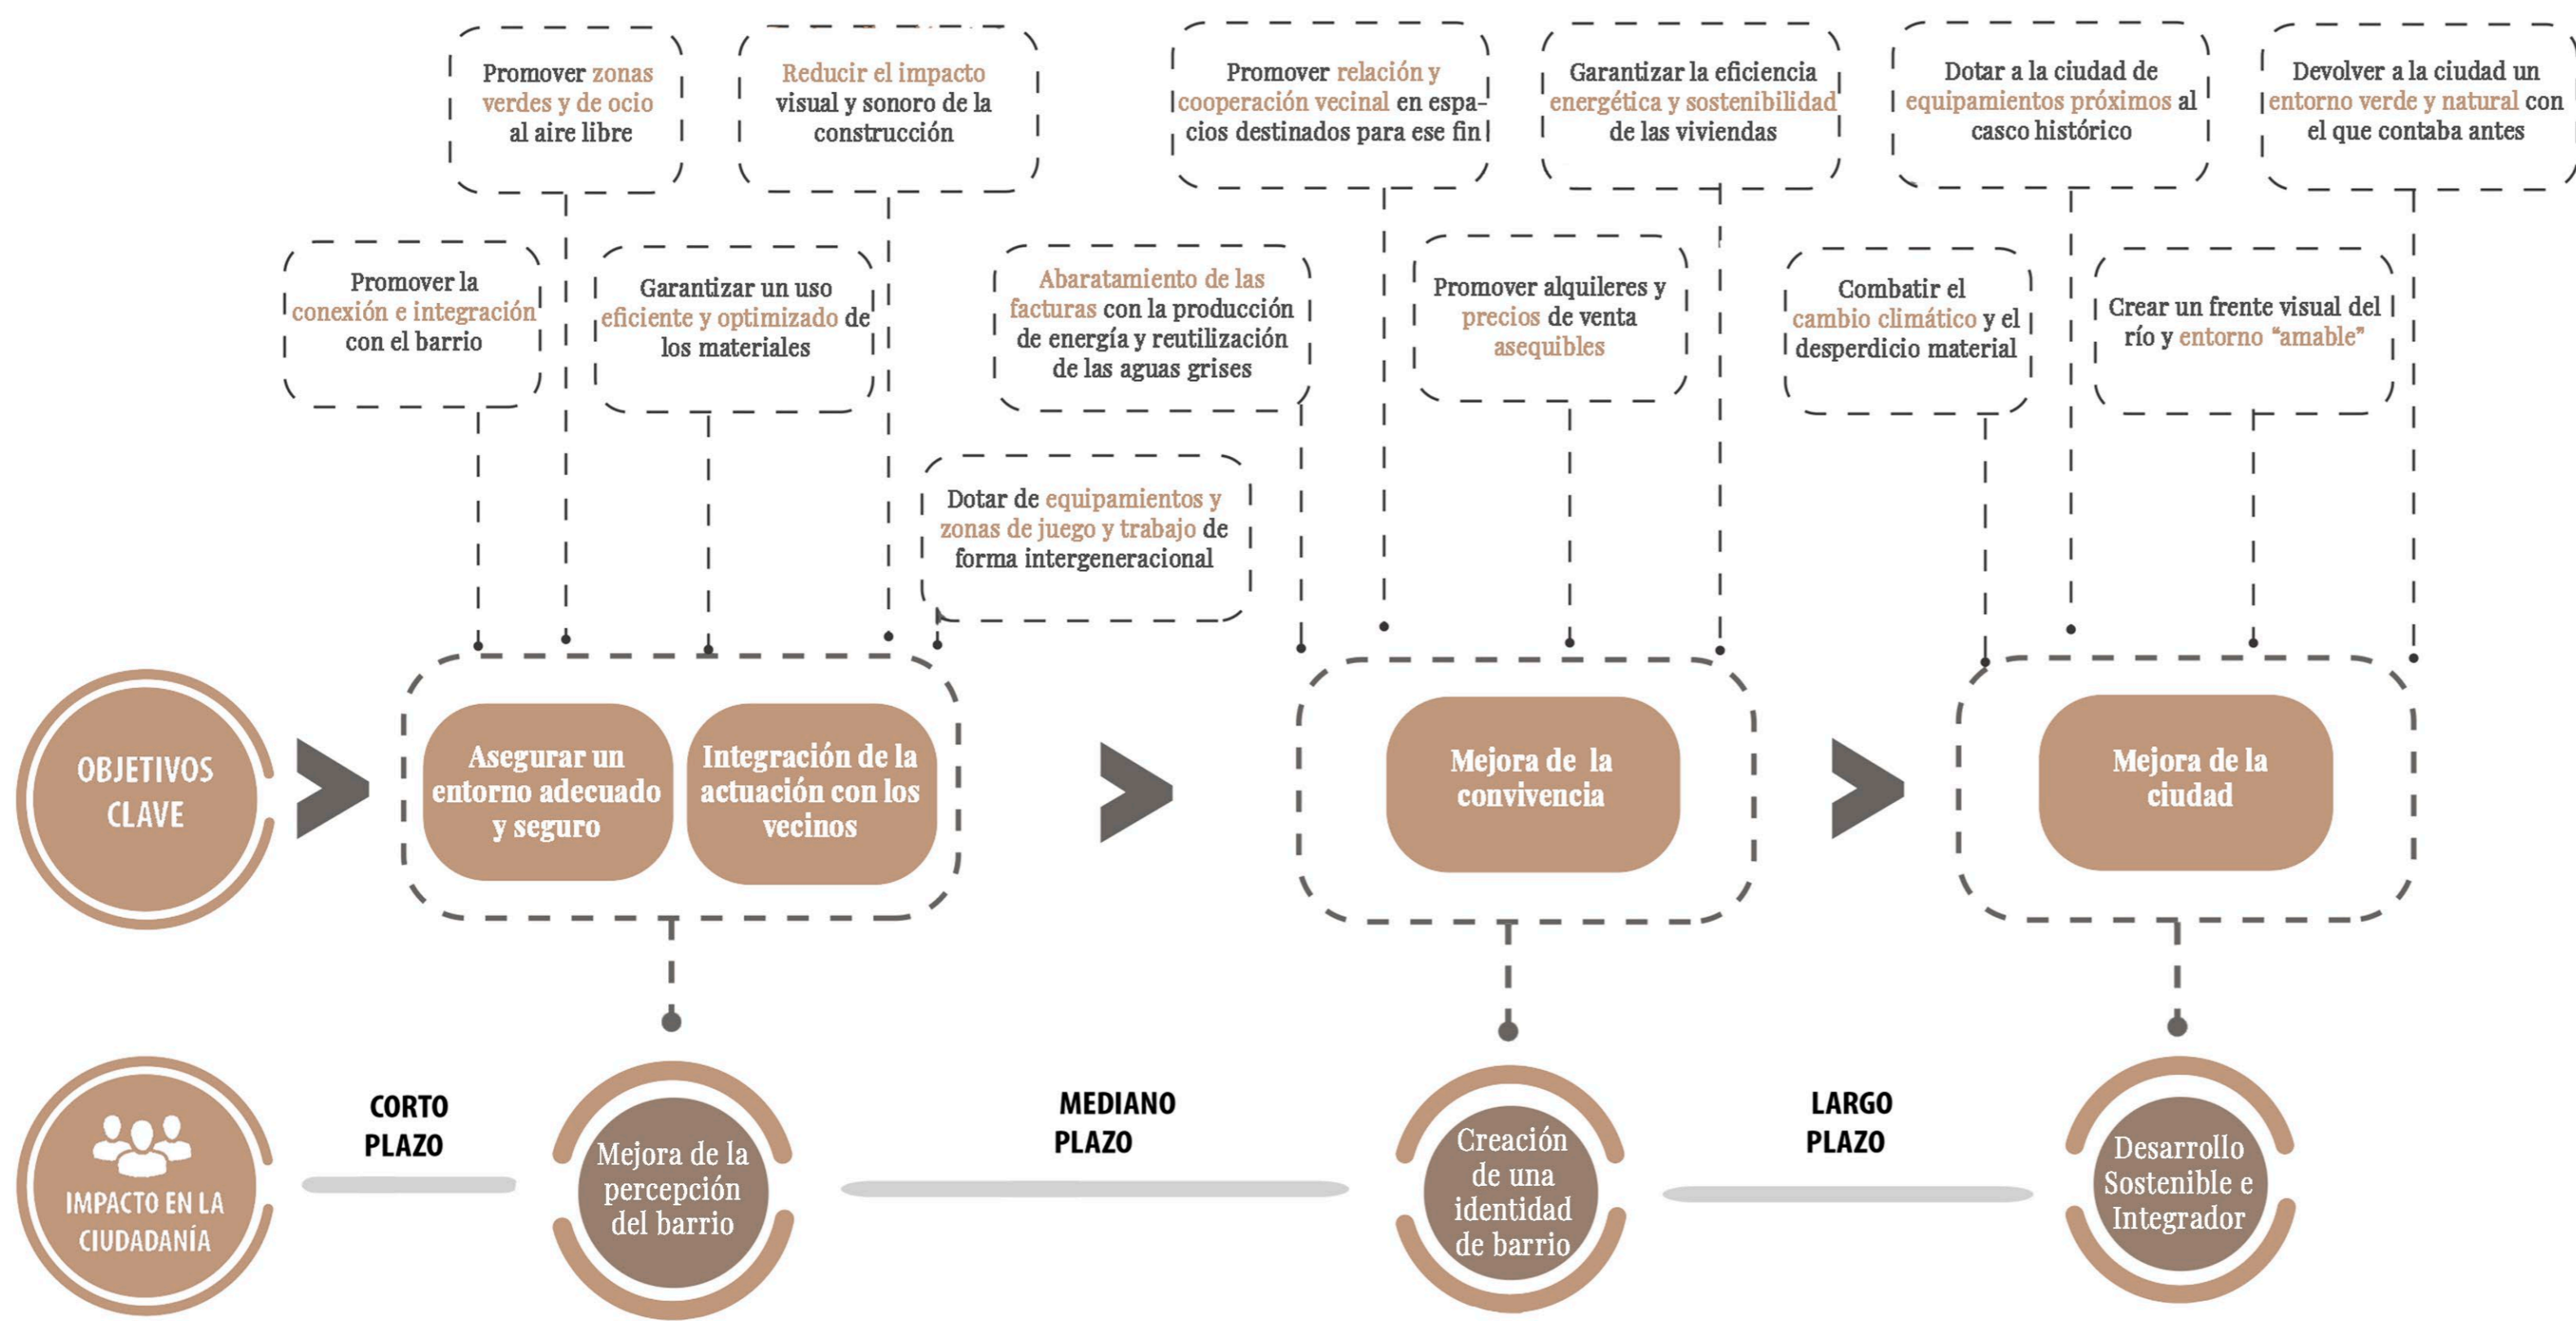 Promover zonas
verdes y de ocio
al aire libre
Reducir el impacto
visual y sonoro de la
construcción
Promover relación y
cooperación vecinal en espa-
cios destinados para ese fin
Garantizar la eficiencia
energética y sostenibilidad
de las viviendas
Dotar a la ciudad de
equipamientos próximos al
casco histórico
Devolver a la ciudad un
entorno verde y natural con
el que contaba antes
Promover la
conexión e integración
con el barrio
Garantizar un uso
eficiente y optimizado de
los materiales
Abaratamiento de las
facturas con la producción
de energía y reutilización
de las aguas grises
Promover alquileres y
precios de venta
asequibles
Combatir el
cambio climático y el
desperdicio material
Crear un frente visual del
río y entorno “amable”
Dotar de equipamientos y
zonas de juego y trabajo de
forma intergeneracional
OBJETIVOS
CLAVE
Asegurar un
entorno adecuado
y seguro
Integración de la
actuación con los
vecinos
Mejora de la
convivencia
Mejora de la
ciudad
IMPACTO EN LA
CIUDADANÍA
CORTO
PLAZO
Mejora de la
percepción
del barrio
MEDIANO
PLAZO
Creación
de una
identidad
de barrio
LARGO
PLAZO
Desarrollo
Sostenible e
Integrador